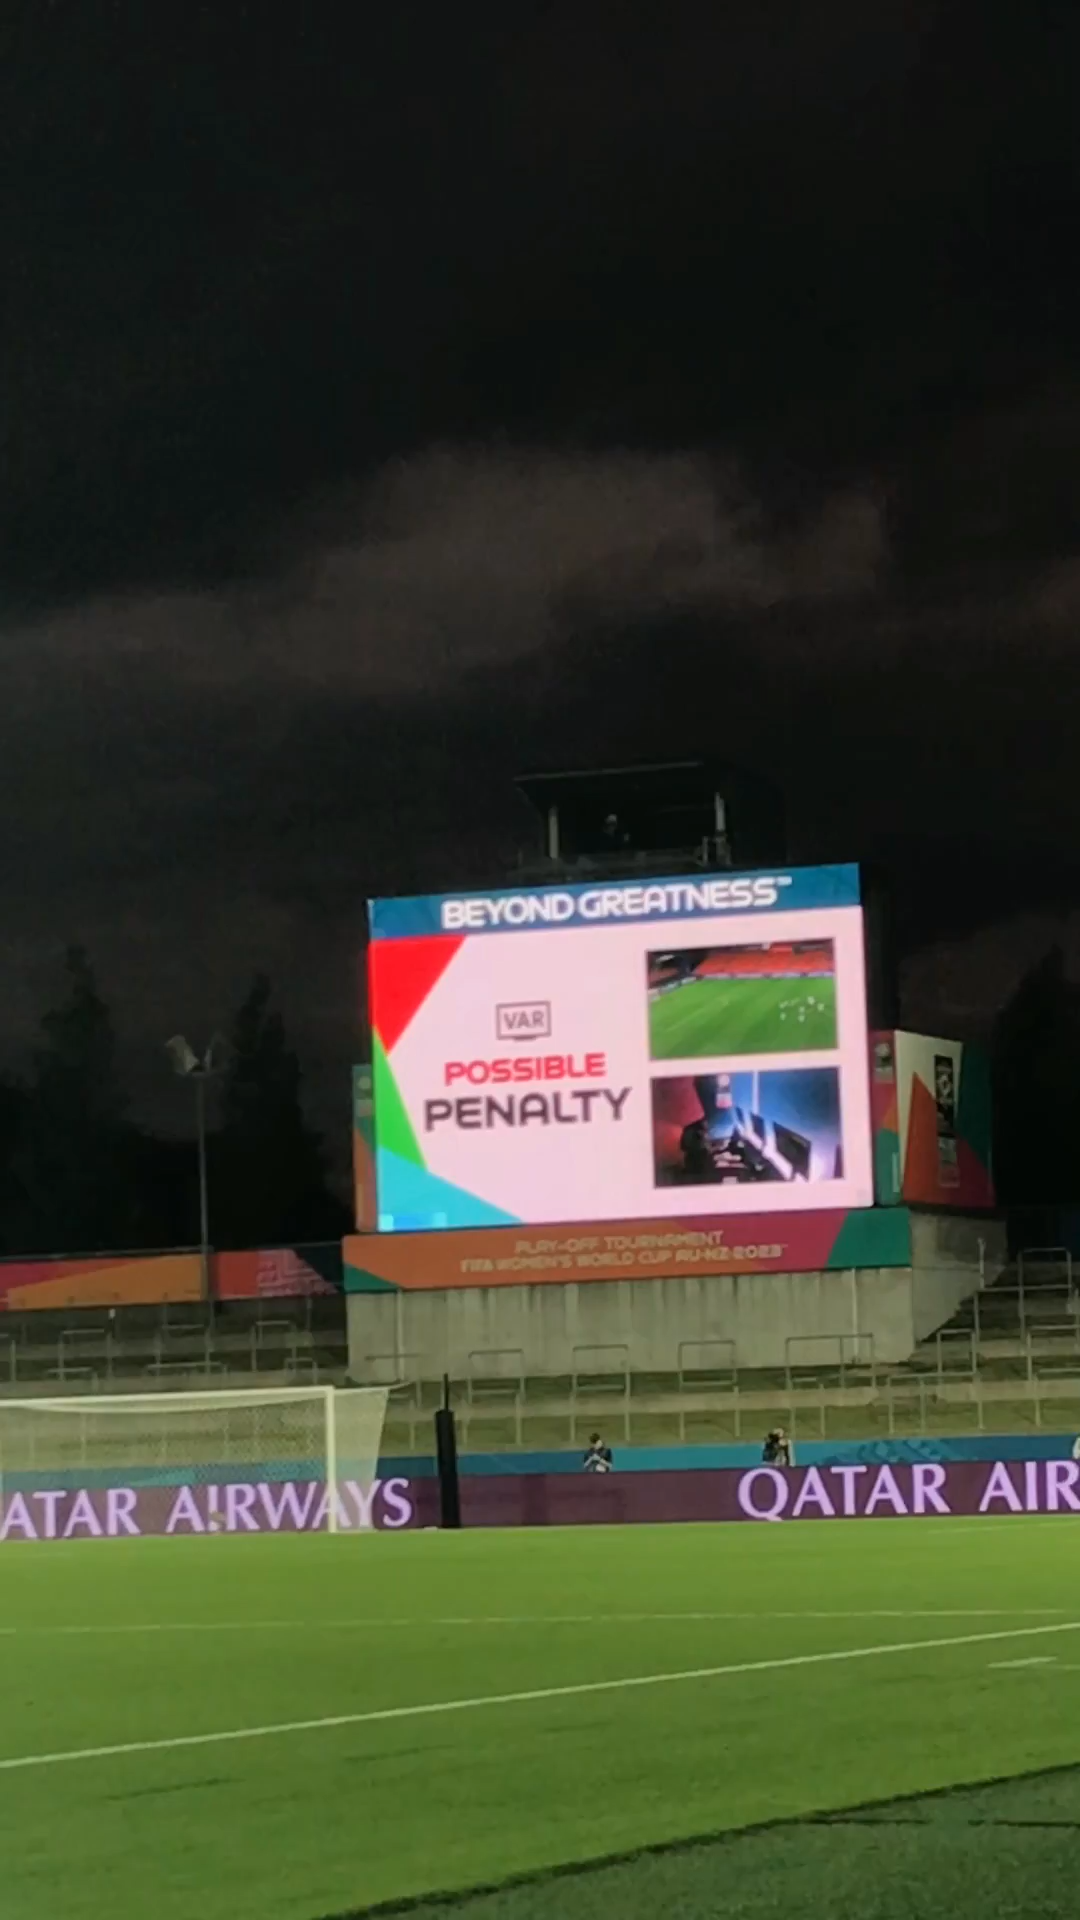 BEYOND GREATNESS™
VAR
POSSIBLE
PENALTY
PLAY-OFF TOURNAMENT
FIFA WOMEN'S WORLD CUP AU·NZ·2023™
ATAR AIRWAYS
QATAR AIR